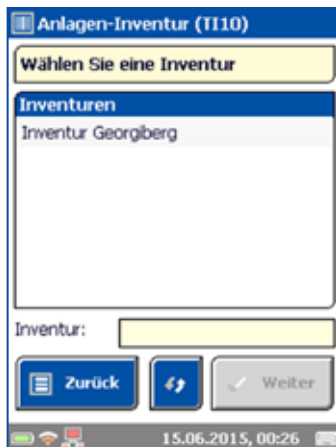 Anlagen-Inventur (TI10)
Wählen Sie eine Inventur
Inventuren
Inventur Georgiberg
Inventur:
Zurück
Weiter
15.06.2015, 00:26